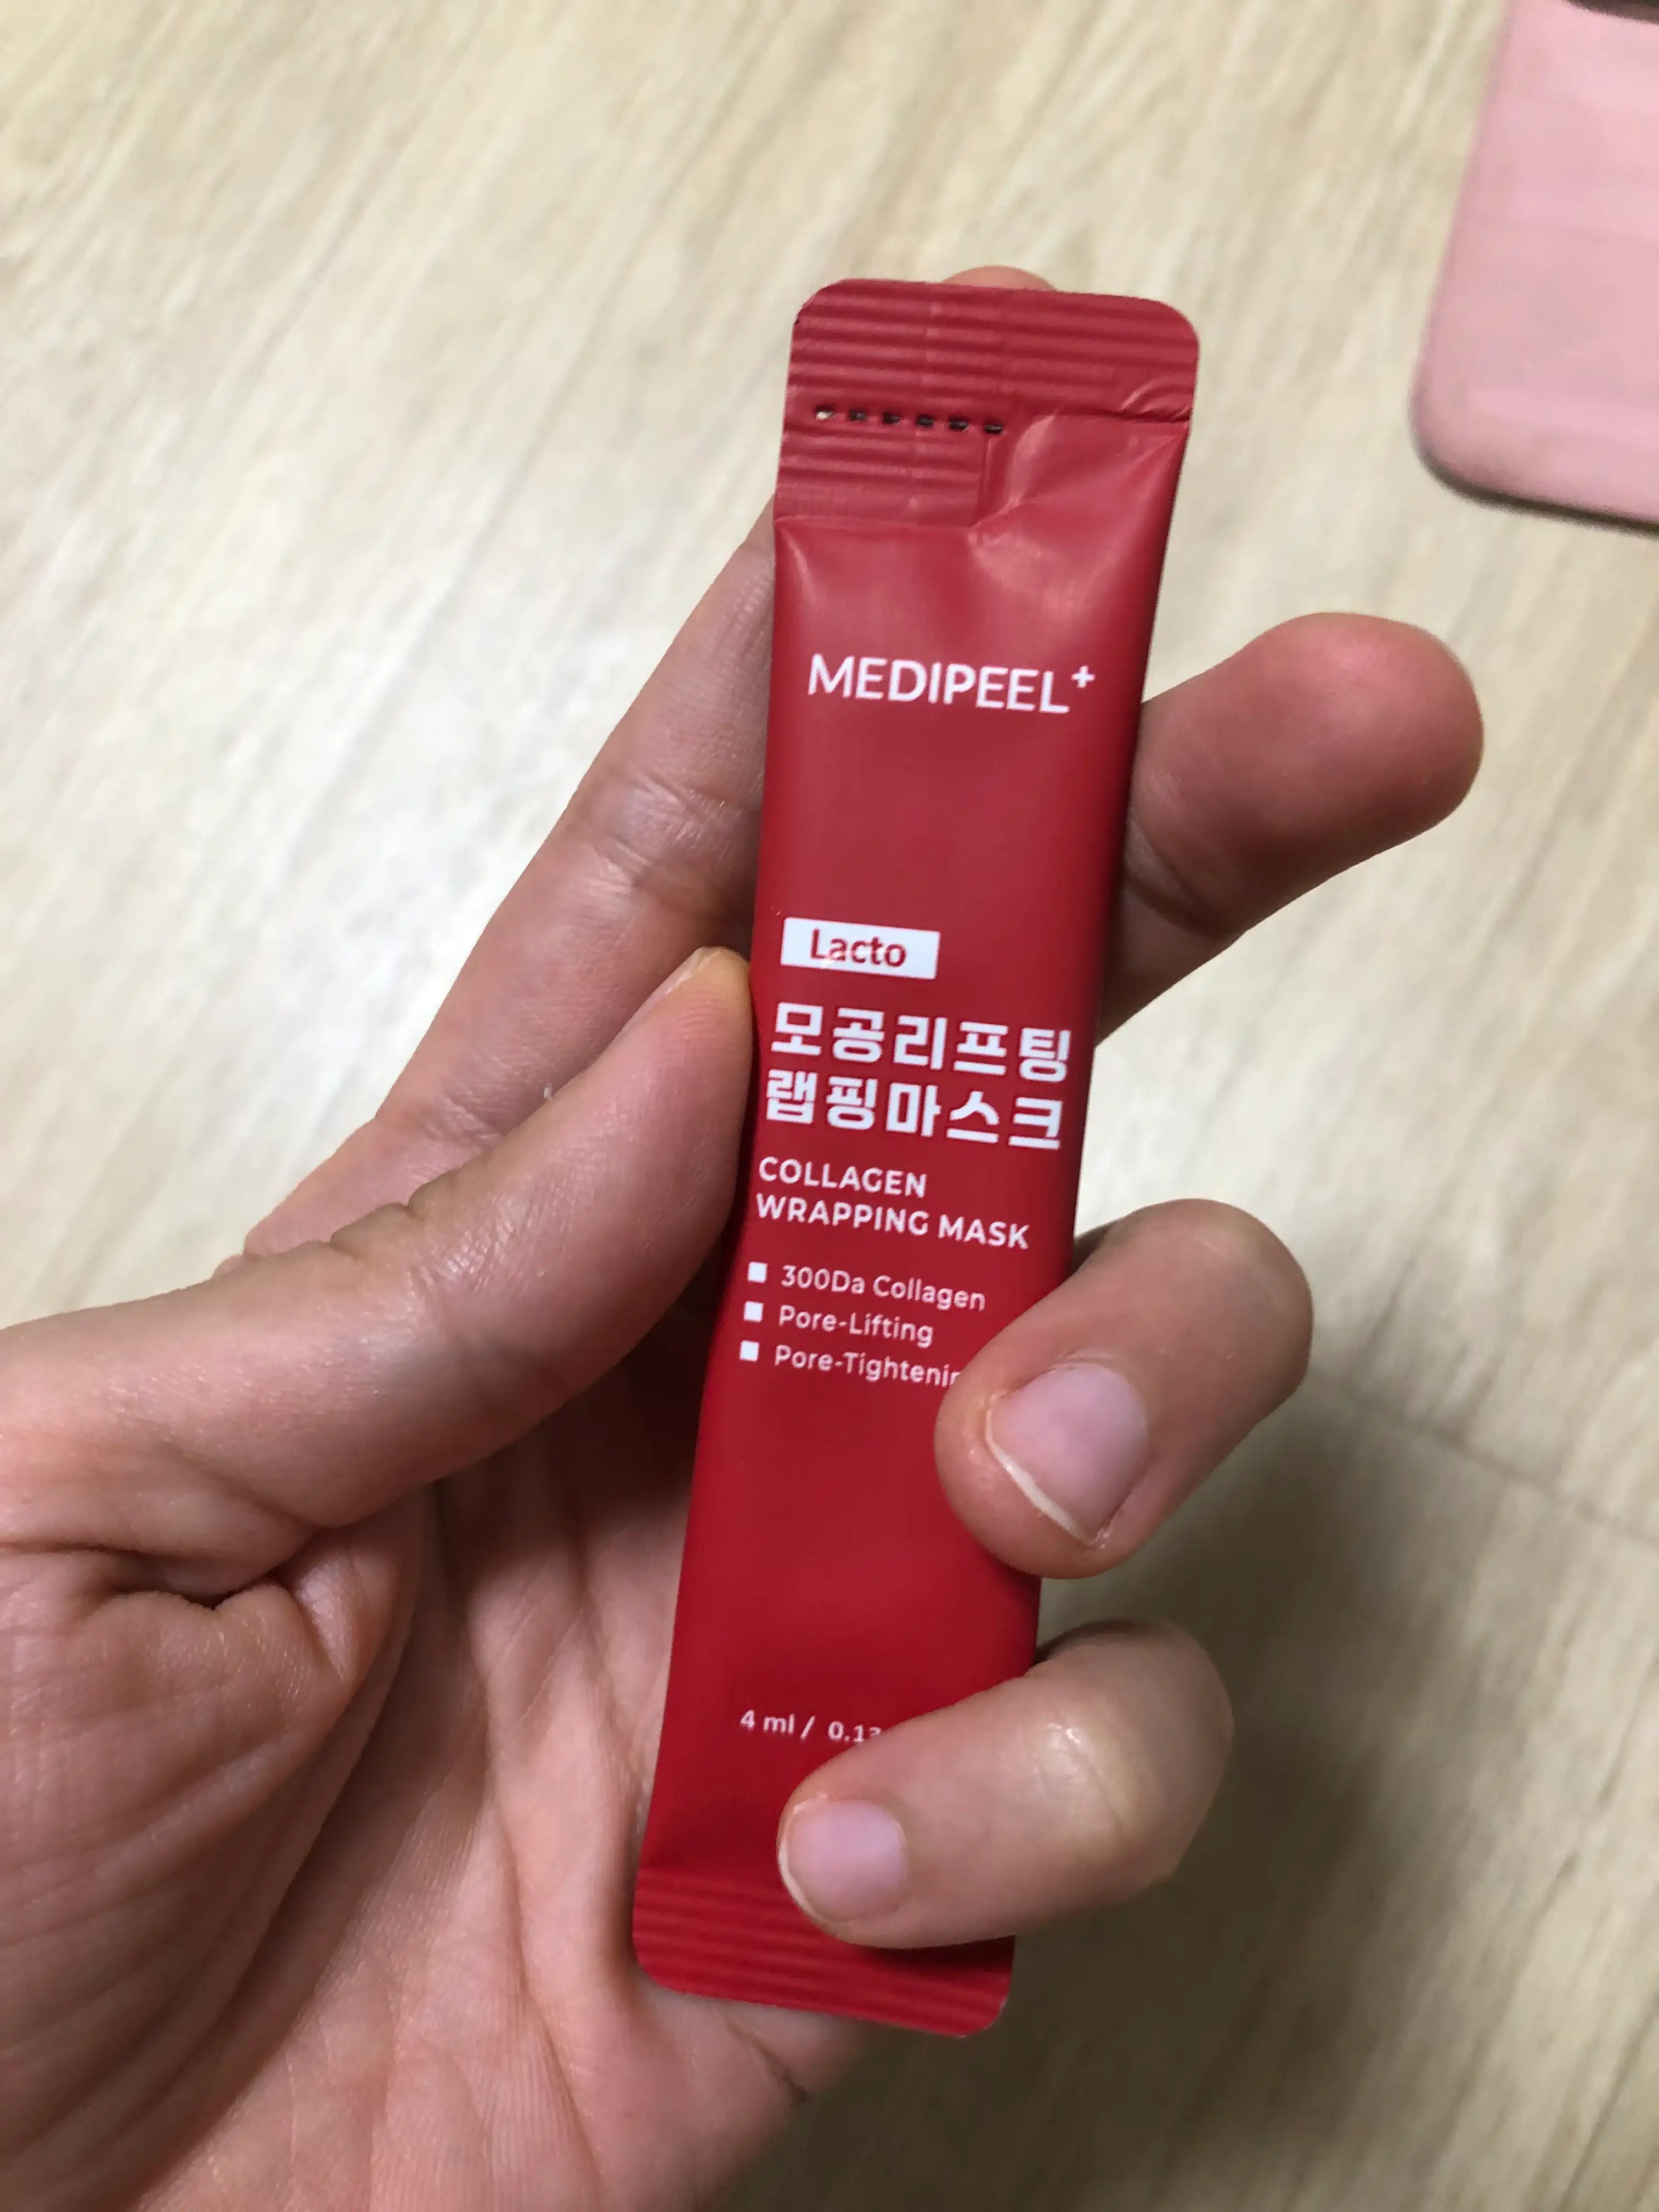 MEDIPEEL+
Lacto
모공리프팅
랩핑마스크
COLLAGEN
WRAPPING MASK
300Da Collagen
Pore-Lifting
4 ml /